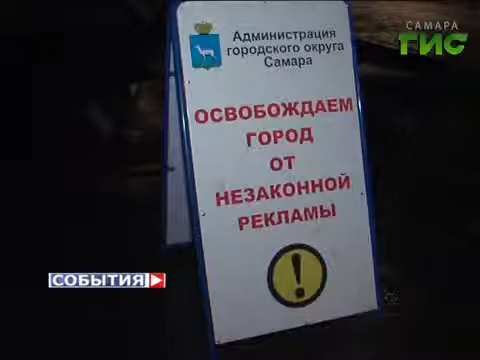 САМАРА
ГИС
Администрация
городского округа
Самара
ОСВОБОЖДАЕМ
ГОРОД
ОТ
НЕЗАКОННОЙ
РЕКЛАМЫ
!
СОБЫТИЯ